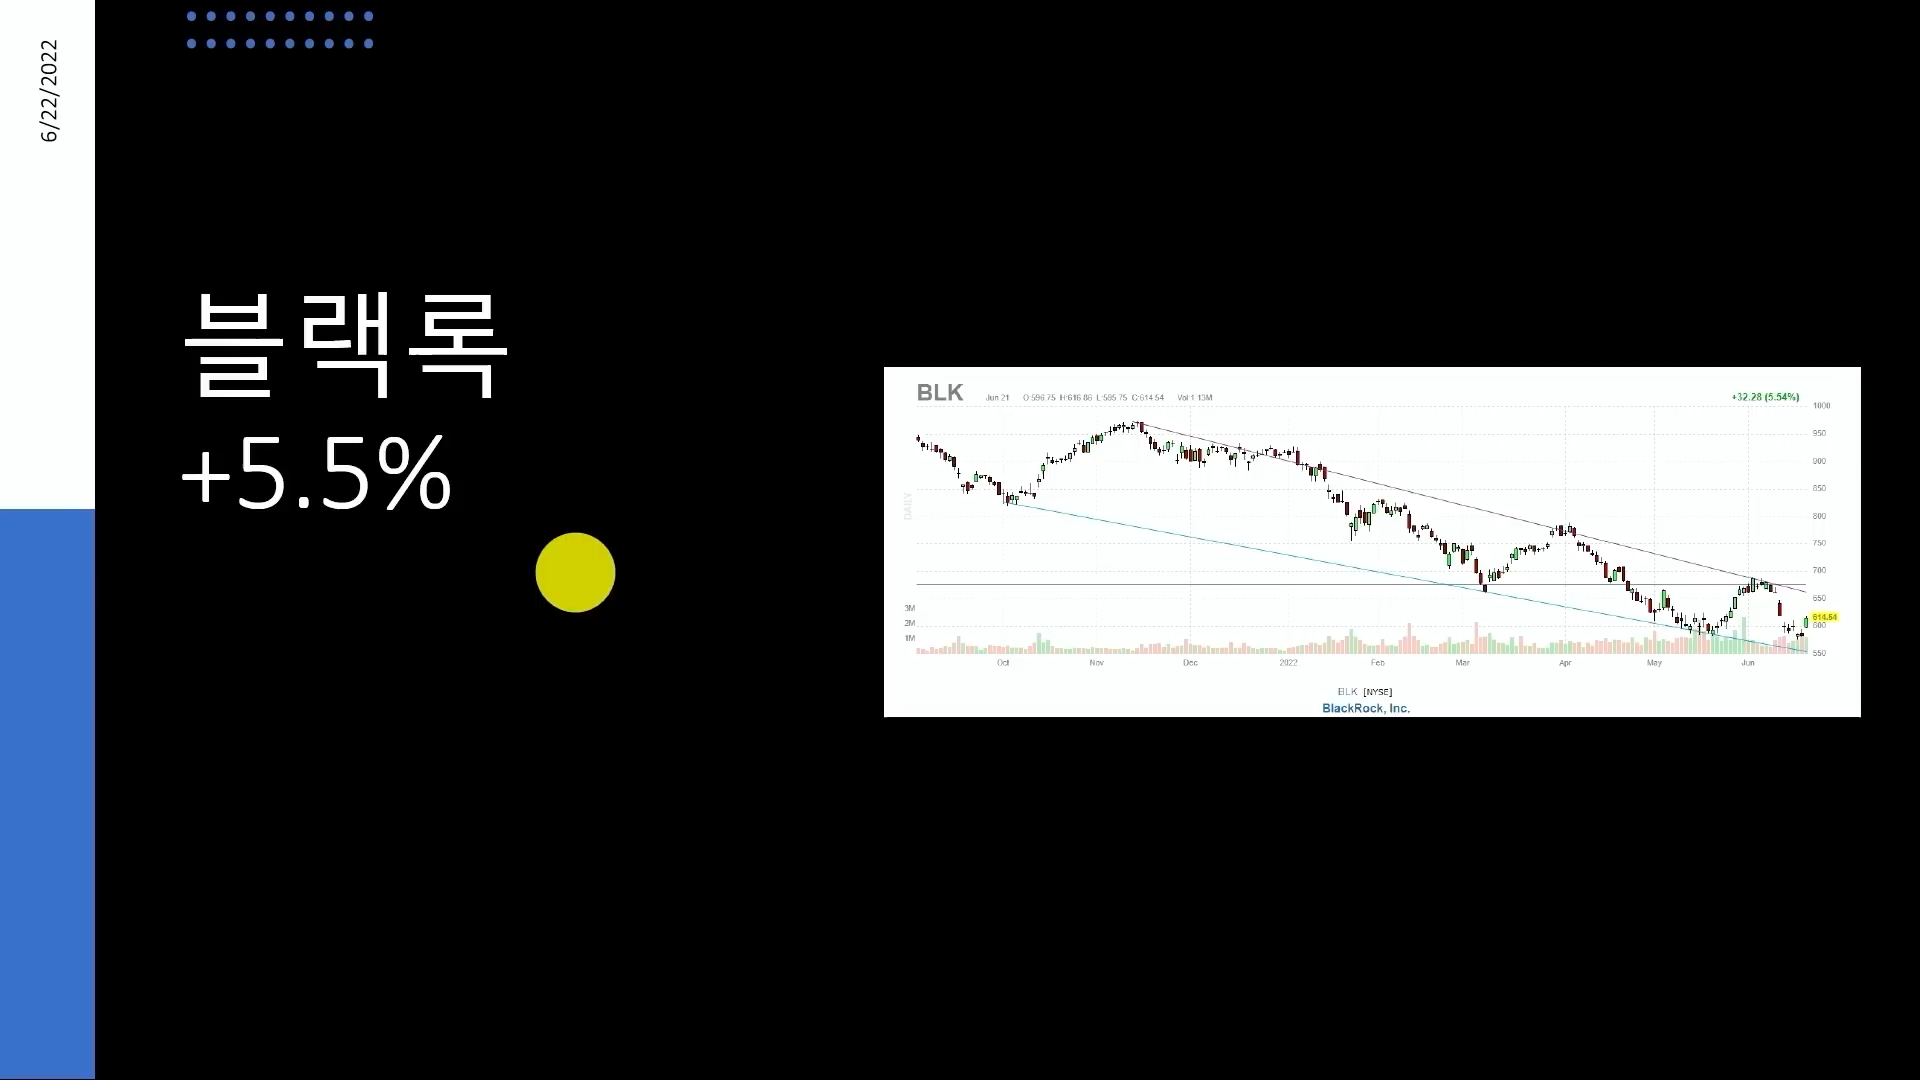 6/22/2022
블랙록
+5.5%
BLK Jun 21 O:596.75 H:616.86 L:595.75 C:614.54 Vol:1.13M +32.28 (5.54%)
DAILY
1000
950
900
850
800
750
700
650
614.54
600
550
3M
2M
1M
Oct Nov Dec 2022 Feb Mar Apr May Jun
BLK [NYSE]
BlackRock, Inc.